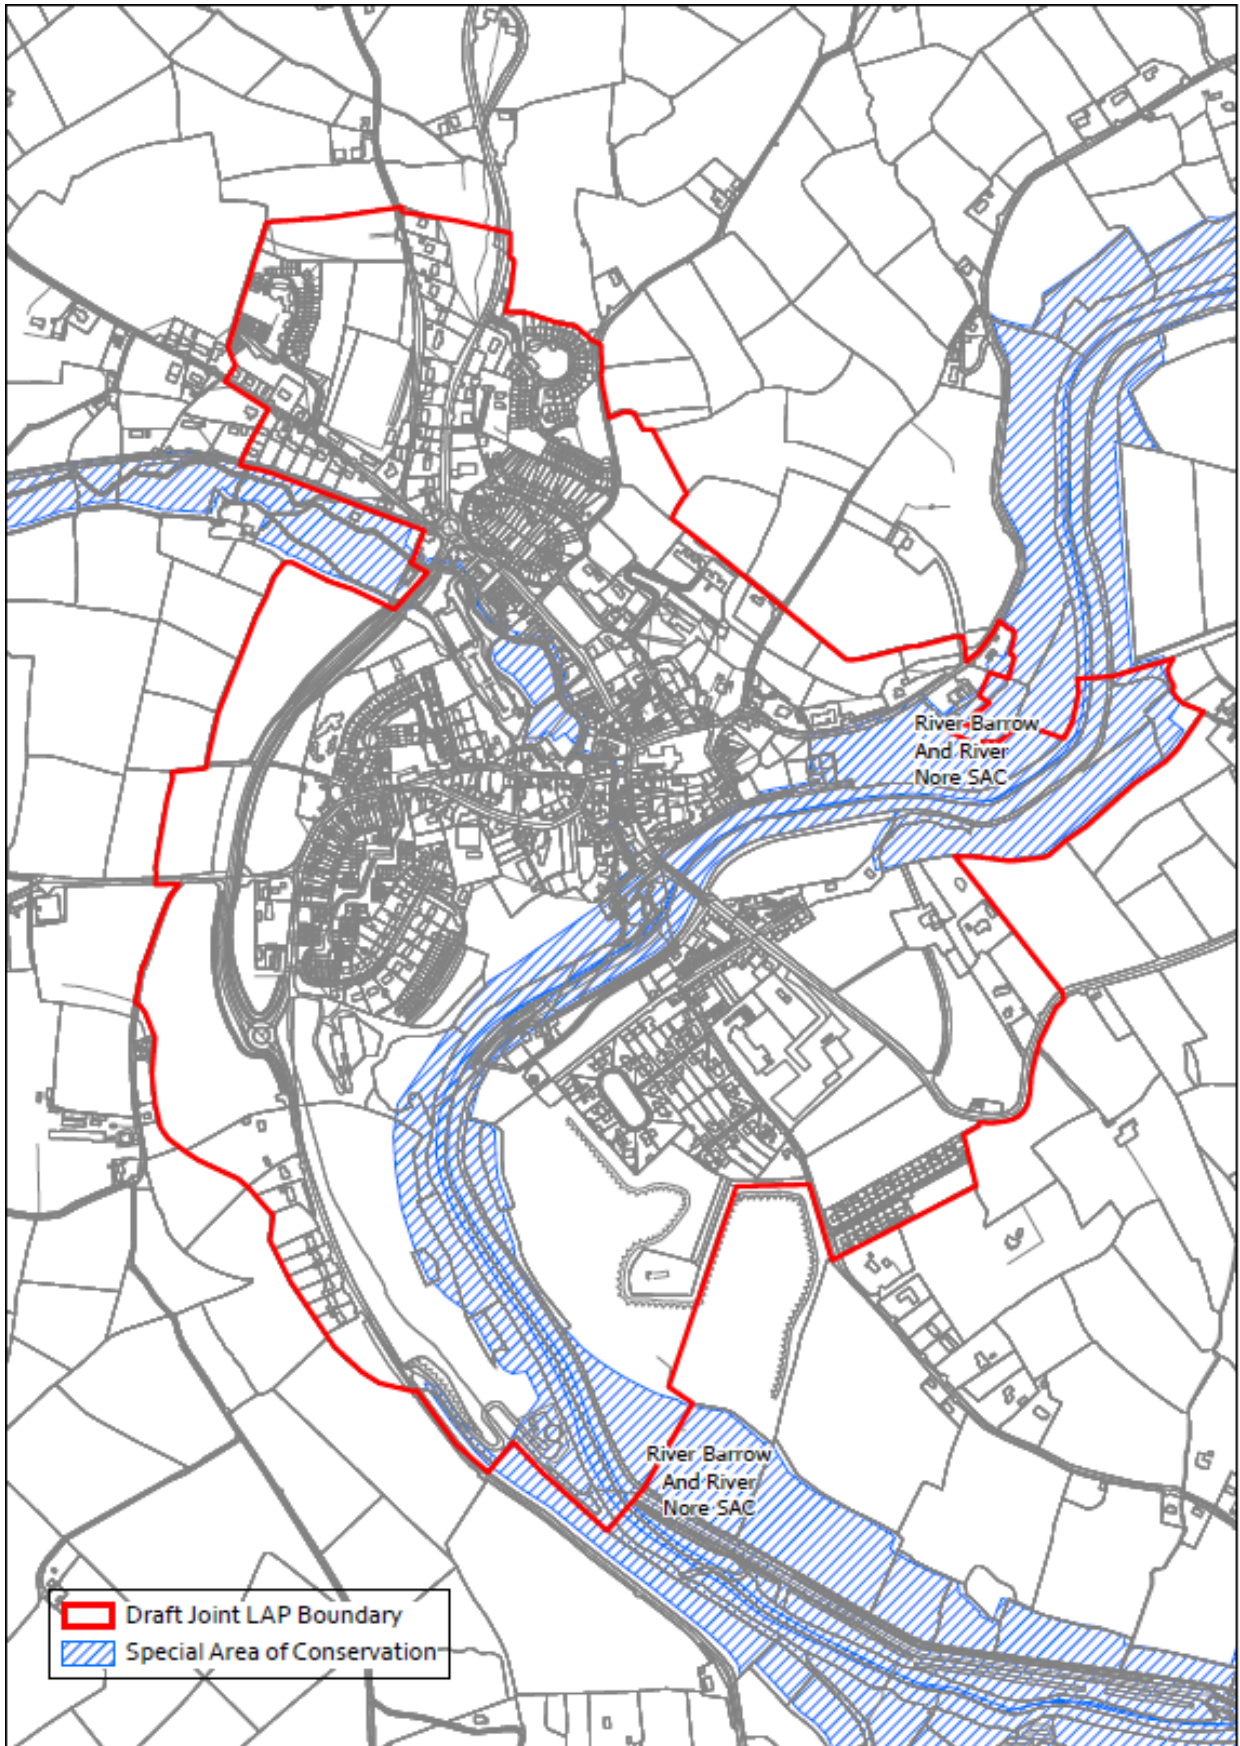 River Barrow
And River
Nore SAC
River Barrow
And River
Nore SAC
Draft Joint LAP Boundary
Special Area of Conservation